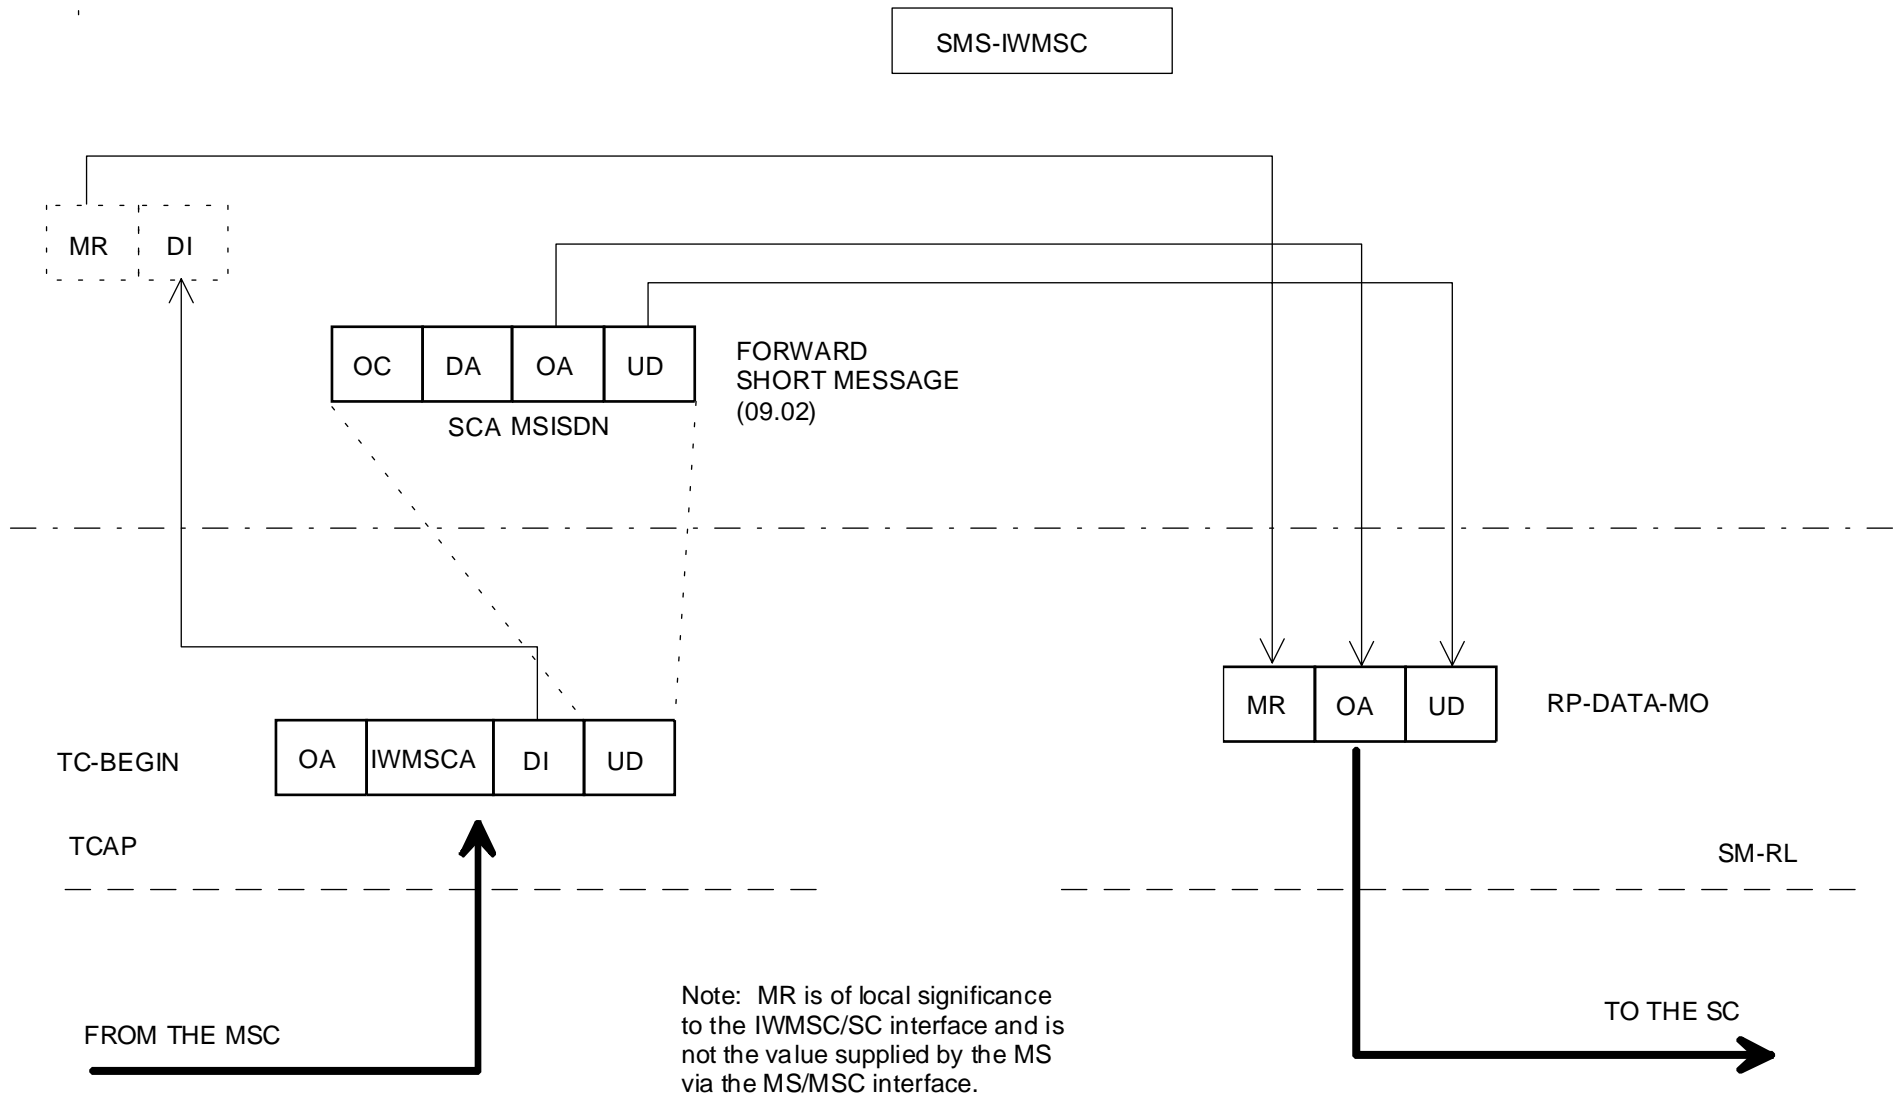 SMS-IWMSC
MR DI
OC DA OA UD
SCA MSISDN
FORWARD
SHORT MESSAGE
(09.02)
TC-BEGIN
OA IWMSCA DI UD
MR OA UD
RP-DATA-MO
TCAP
SM-RL
FROM THE MSC
Note: MR is of local significance
to the IWMSC/SC interface and is
not the value supplied by the MS
via the MS/MSC interface.
TO THE SC